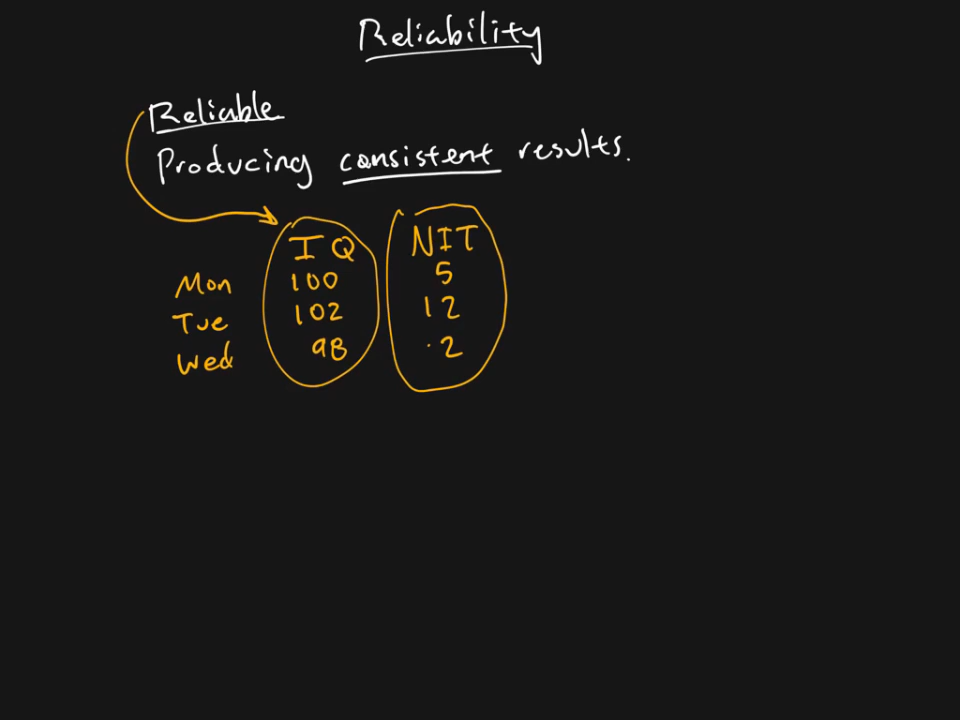 Reliability
Reliable
Producing consistent results.
IQ NIT
Mon 100 5
Tue 102 12
Wed 98 .2